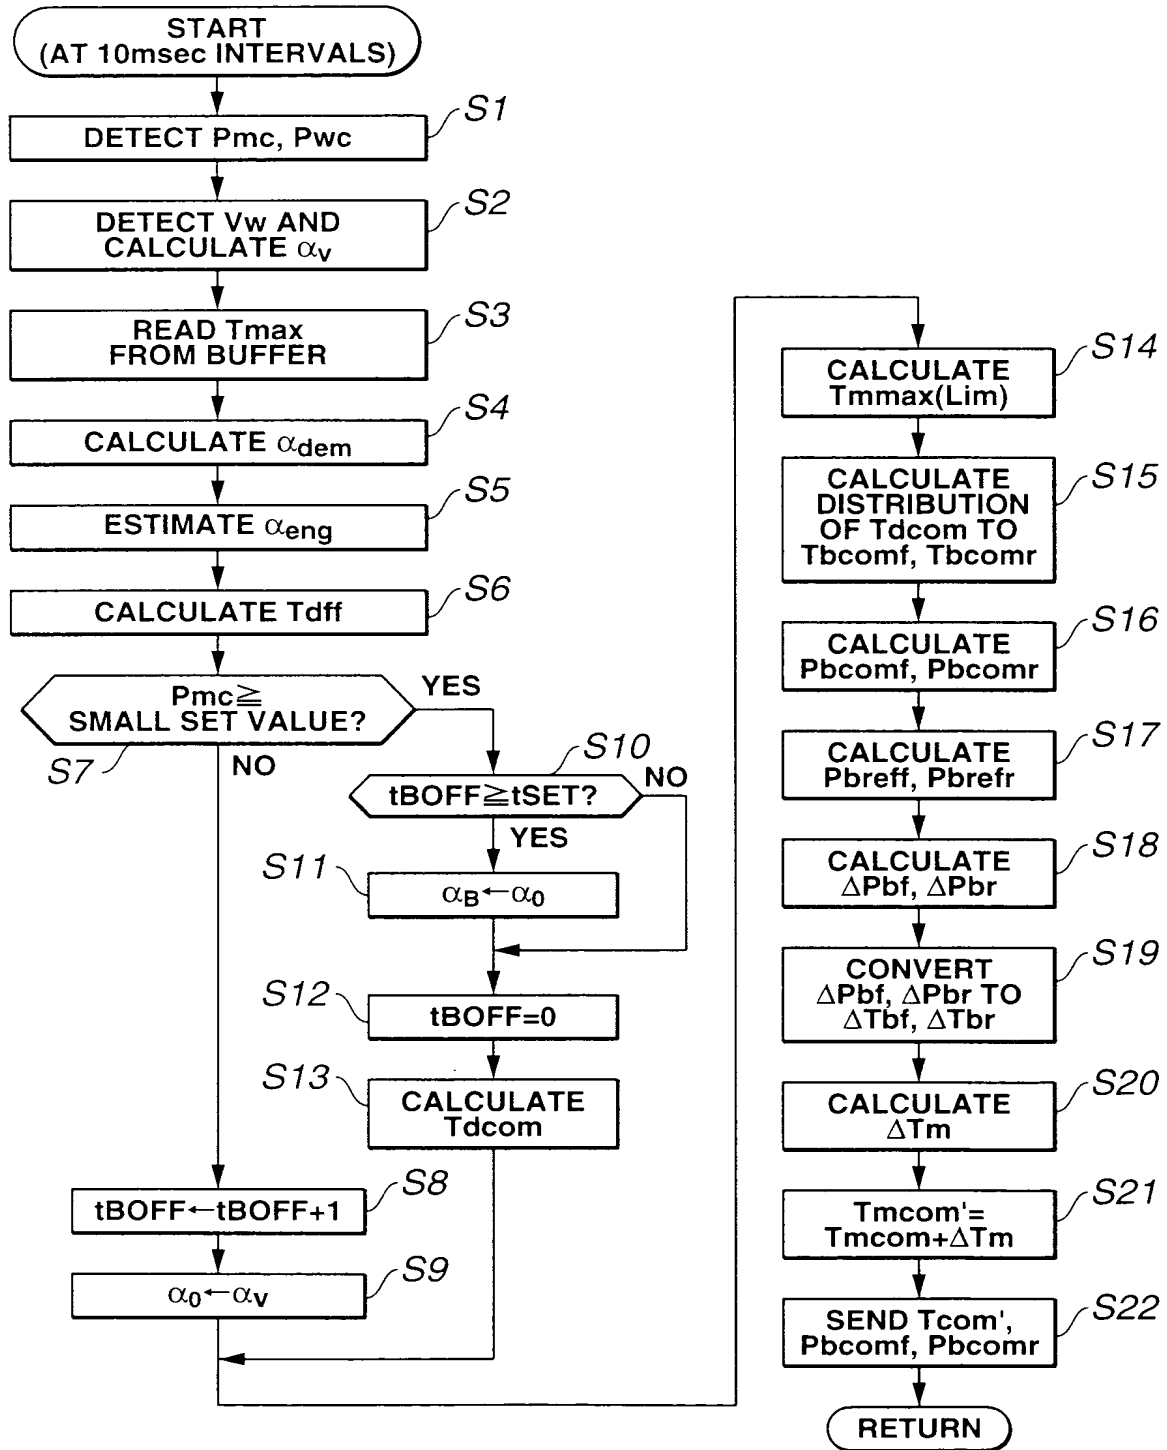 START
(AT 10msec INTERVALS)
S1
DETECT Pmc, Pwc
S2
DETECT Vw AND
CALCULATE αv
S3
READ Tmax
FROM BUFFER
S4
CALCULATE αdem
S5
ESTIMATE αeng
S6
CALCULATE Tdff
Pmc≧
SMALL SET VALUE?
YES
S7
NO
S10
tBOFF≧tSET?
NO
YES
S11
αB←α0
S12
tBOFF=0
S13
CALCULATE
Tdcom
S8
tBOFF←tBOFF+1
S9
α0←αv
S14
CALCULATE
Tmmax(Lim)
S15
CALCULATE
DISTRIBUTION
OF Tdcom TO
Tbcomf, Tbcomr
S16
CALCULATE
Pbcomf, Pbcomr
S17
CALCULATE
Pbreff, Pbrefr
S18
CALCULATE
ΔPbf, ΔPbr
S19
CONVERT
ΔPbf, ΔPbr TO
ΔTbf, ΔTbr
S20
CALCULATE
ΔTm
S21
Tmcom'=
Tmcom+ΔTm
S22
SEND Tcom',
Pbcomf, Pbcomr
RETURN